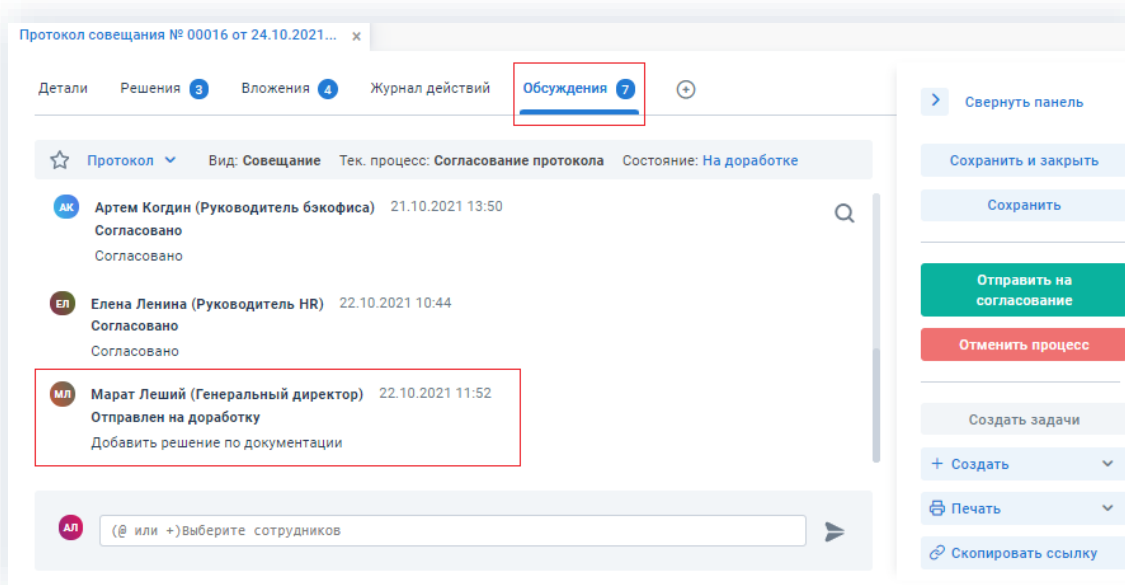 Протокол совещания № 00016 от 24.10.2021... x
Детали Решения 3 Вложения 4 Журнал действий Обсуждения 7
Протокол Вид: Совещание Тек. процесс: Согласование протокола Состояние: На доработке
АК Артем Когдин (Руководитель бэкофиса) 21.10.2021 13:50
Согласовано
Согласовано
ЕЛ Елена Ленина (Руководитель HR) 22.10.2021 10:44
Согласовано
Согласовано
МЛ Марат Леший (Генеральный директор) 22.10.2021 11:52
Отправлен на доработку
Добавить решение по документации
АЛ (@ или +)Выберите сотрудников
Свернуть панель
Сохранить и закрыть
Сохранить
Отправить на
согласование
Отменить процесс
Создать задачи
+ Создать
Печать
Скопировать ссылку